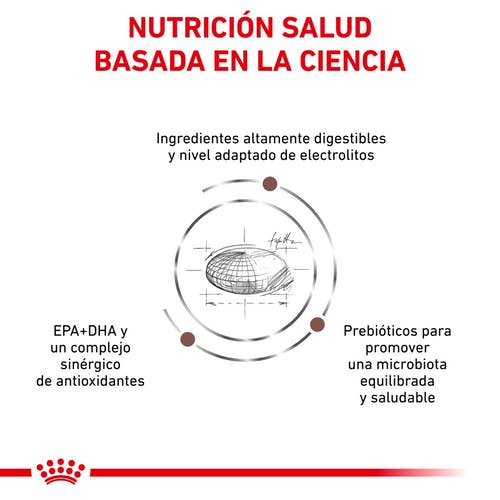 NUTRICIÓN SALUD
BASADA EN LA CIENCIA
Ingredientes altamente digestibles
y nivel adaptado de electrolitos
EPA+DHA y
un complejo
sinérgico
de antioxidantes
Prebióticos para
promover
una microbiota
equilibrada
y saludable